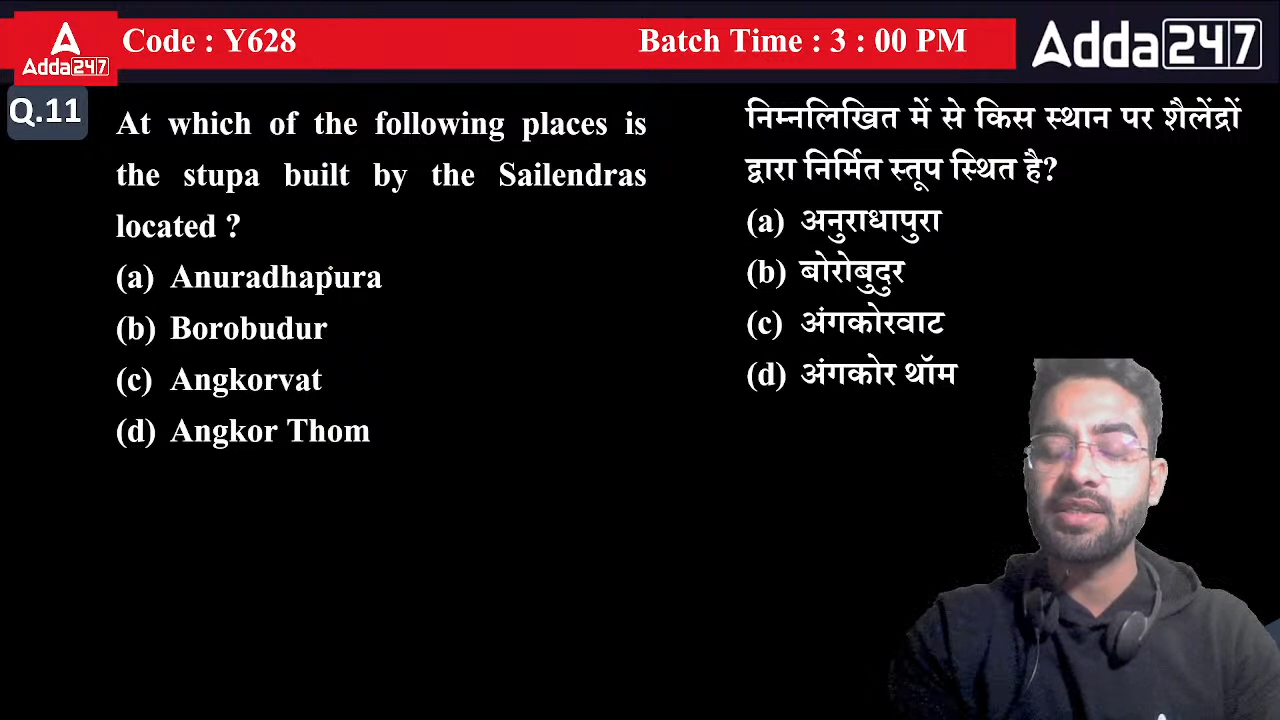 Adda247
Code : Y628
Batch Time : 3 : 00 PM
Adda247
Q.11
At which of the following places is
the stupa built by the Sailendras
located ?
(a) Anuradhapura
(b) Borobudur
(c) Angkorvat
(d) Angkor Thom
निम्नलिखित में से किस स्थान पर शैलेंद्रों
द्वारा निर्मित स्तूप स्थित है?
(a) अनुराधापुरा
(b) बोरोबुदुर
(c) अंगकोरवाट
(d) अंगकोर थॉम